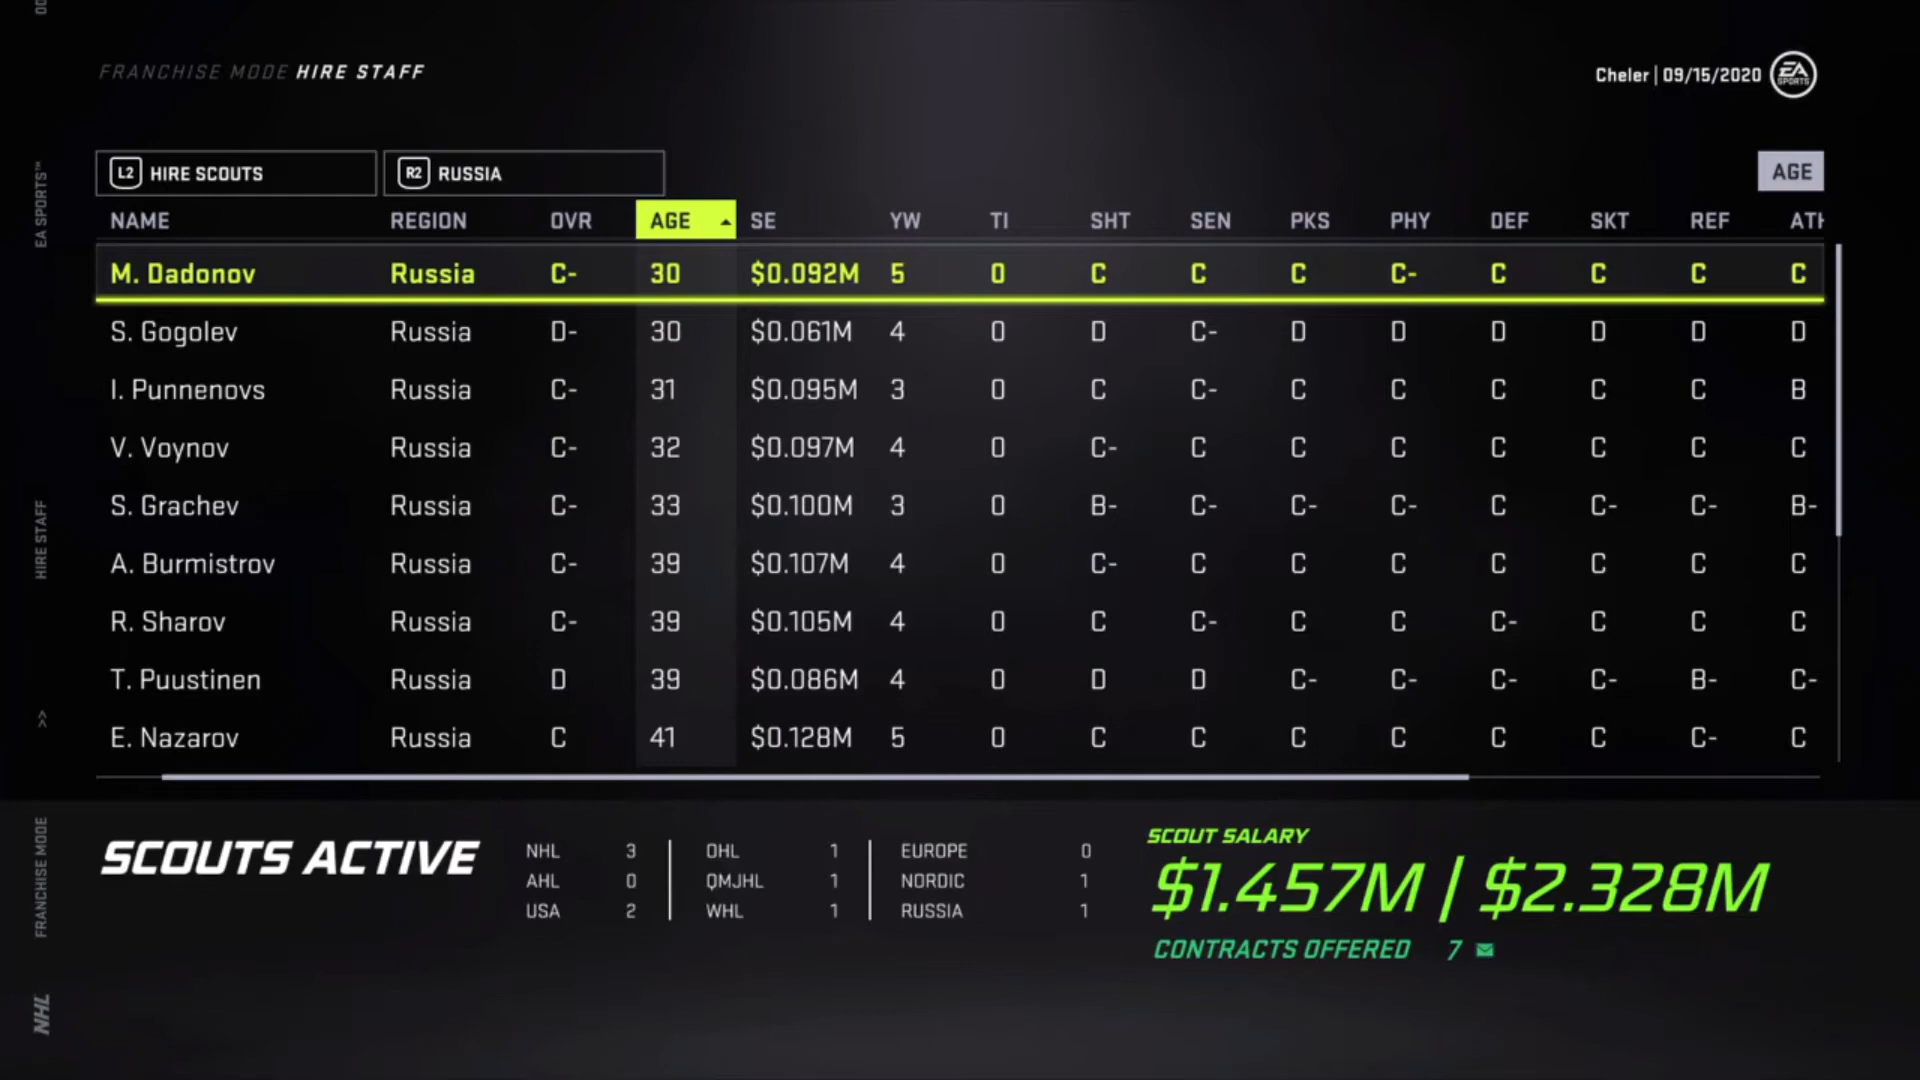 FRANCHISE MODE HIRE STAFF
Cheler | 09/15/2020
EA SPORTS
L2 HIRE SCOUTS
R2 RUSSIA
AGE
NAME REGION OVR AGE SE YW TI SHT SEN PKS PHY DEF SKT REF ATH
M. Dadonov Russia C- 30 $0.092M 5 0 C C C C- C C C C
S. Gogolev Russia D- 30 $0.061M 4 0 D C- D D D D D D
I. Punnenovs Russia C- 31 $0.095M 3 0 C C- C C C C C B
V. Voynov Russia C- 32 $0.097M 4 0 C- C C C C C C C
S. Grachev Russia C- 33 $0.100M 3 0 B- C- C- C- C C- C- B-
A. Burmistrov Russia C- 39 $0.107M 4 0 C- C C C C C C C
R. Sharov Russia C- 39 $0.105M 4 0 C C- C C C- C C C
T. Puustinen Russia D 39 $0.086M 4 0 D D C- C- C- C- B- C-
E. Nazarov Russia C 41 $0.128M 5 0 C C C C C C C- C
SCOUTS ACTIVE
NHL 3
AHL 0
USA 2
OHL 1
QMJHL 1
WHL 1
EUROPE 0
NORDIC 1
RUSSIA 1
SCOUT SALARY
$1.457M | $2.328M
CONTRACTS OFFERED 7
EA SPORTS™
HIRE STAFF
>>
FRANCHISE MODE
NHL